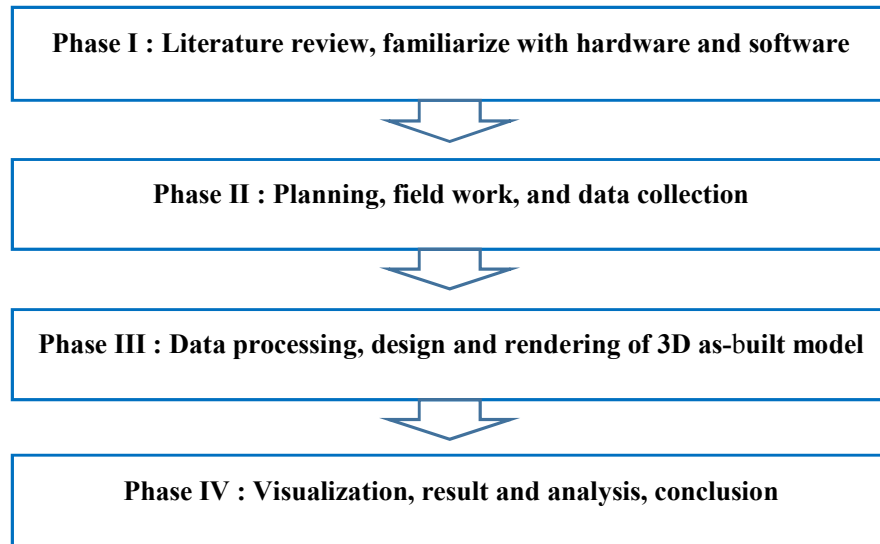 Phase I : Literature review, familiarize with hardware and software
Phase II : Planning, field work, and data collection
Phase III : Data processing, design and rendering of 3D as-built model
Phase IV : Visualization, result and analysis, conclusion